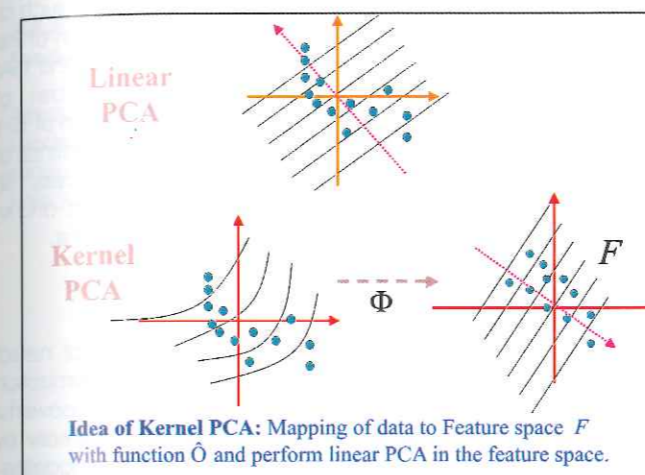 Linear
PCA
Kernel
PCA
Φ
F
Idea of Kernel PCA: Mapping of data to Feature space F
with function Ô and perform linear PCA in the feature space.